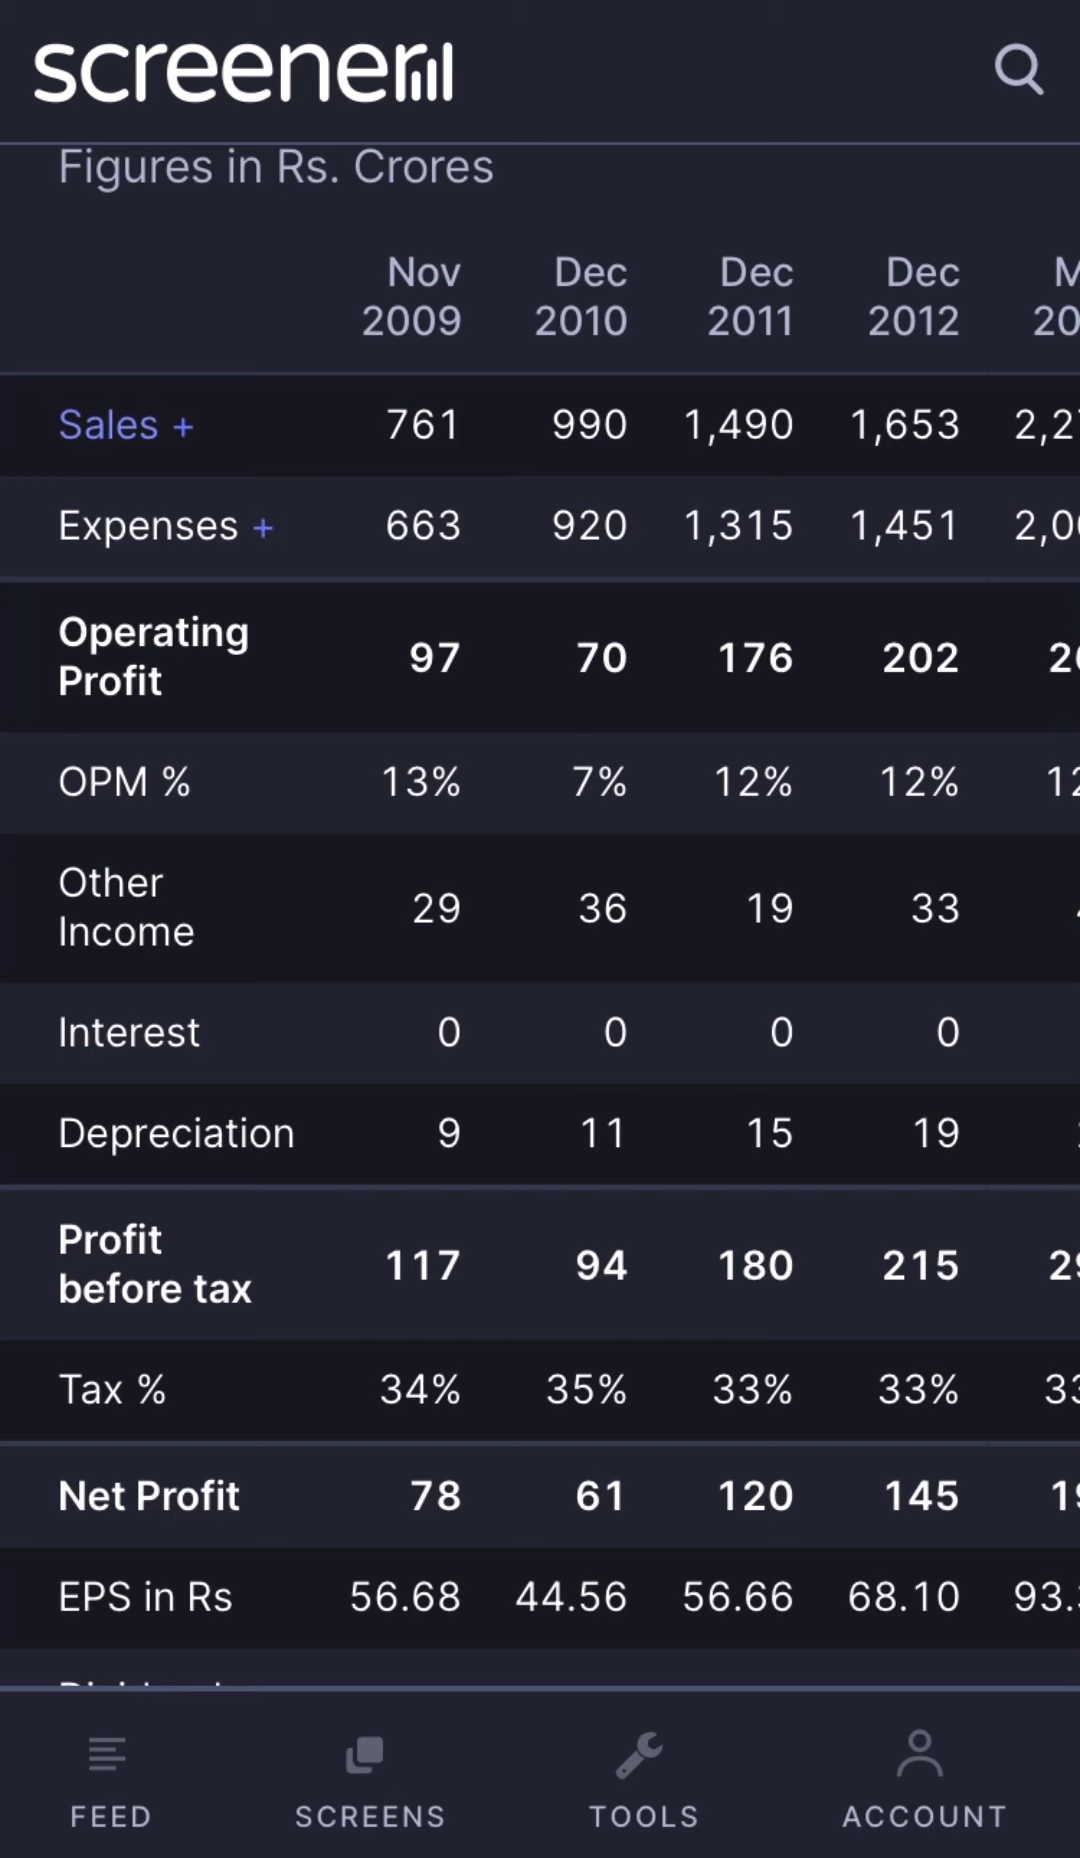 screener
Figures in Rs. Crores
Nov 2009 Dec 2010 Dec 2011 Dec 2012
Sales + 761 990 1,490 1,653
Expenses + 663 920 1,315 1,451
Operating Profit 97 70 176 202
OPM % 13% 7% 12% 12%
Other Income 29 36 19 33
Interest 0 0 0 0
Depreciation 9 11 15 19
Profit before tax 117 94 180 215
Tax % 34% 35% 33% 33%
Net Profit 78 61 120 145
EPS in Rs 56.68 44.56 56.66 68.10
FEED SCREENS TOOLS ACCOUNT